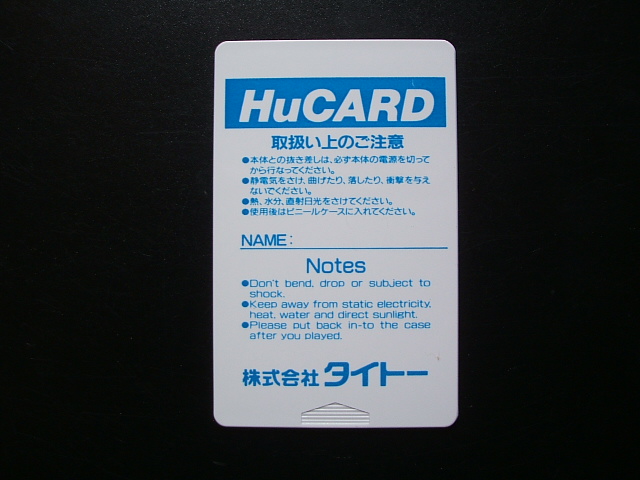 HuCARD
取扱い上のご注意
●本体との抜き差しは、必ず本体の電源を切って
から行なってください。
●静電気をさけ、曲げたり、落したり、衝撃を与え
ないでください。
●熱、水分、直射日光をさけてください。
●使用後はビニールケースに入れてください。
NAME:
Notes
●Don't bend, drop or subject to
shock.
●Keep away from static electricity,
heat, water and direct sunlight.
●Please put back in-to the case
after you played.
株式会社 タイトー